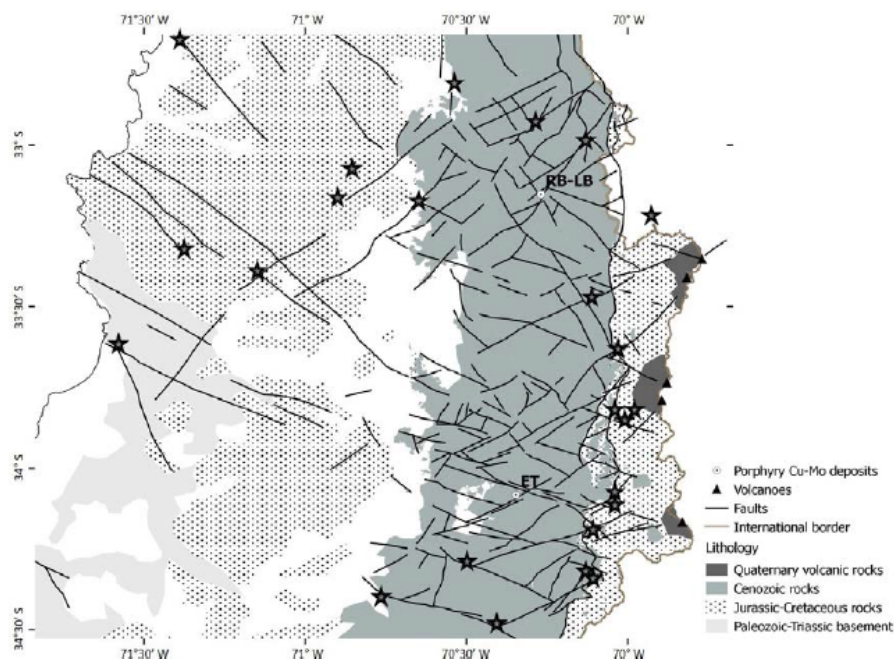 71°30' W 71° W 70°30' W 70° W
33° S
RB-LB
33°30' S
34° S
ET
34°30' S
Porphyry Cu-Mo deposits
Volcanoes
Faults
International border
Lithology
Quaternary volcanic rocks
Cenozoic rocks
Jurassic-Cretaceous rocks
Paleozoic-Triassic basement
71°30' W 71° W 70°30' W 70° W